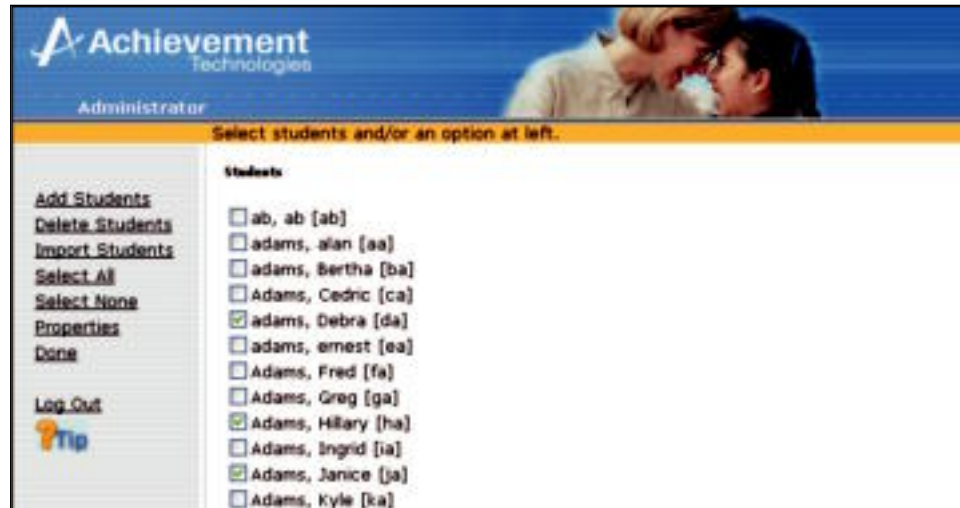 Achievement
Technologies
Administrator
Select students and/or an option at left.
Add Students
Delete Students
Import Students
Select All
Select None
Properties
Done
Log Out
?Tip
Students
ab, ab [ab]
adams, alan [aa]
adams, Bertha [ba]
Adams, Cedric [ca]
adams, Debra [da]
adams, ernest [ea]
Adams, Fred [fa]
Adams, Greg [ga]
Adams, Hillary [ha]
Adams, Ingrid [ia]
Adams, Janice [ja]
Adams, Kyle [ka]